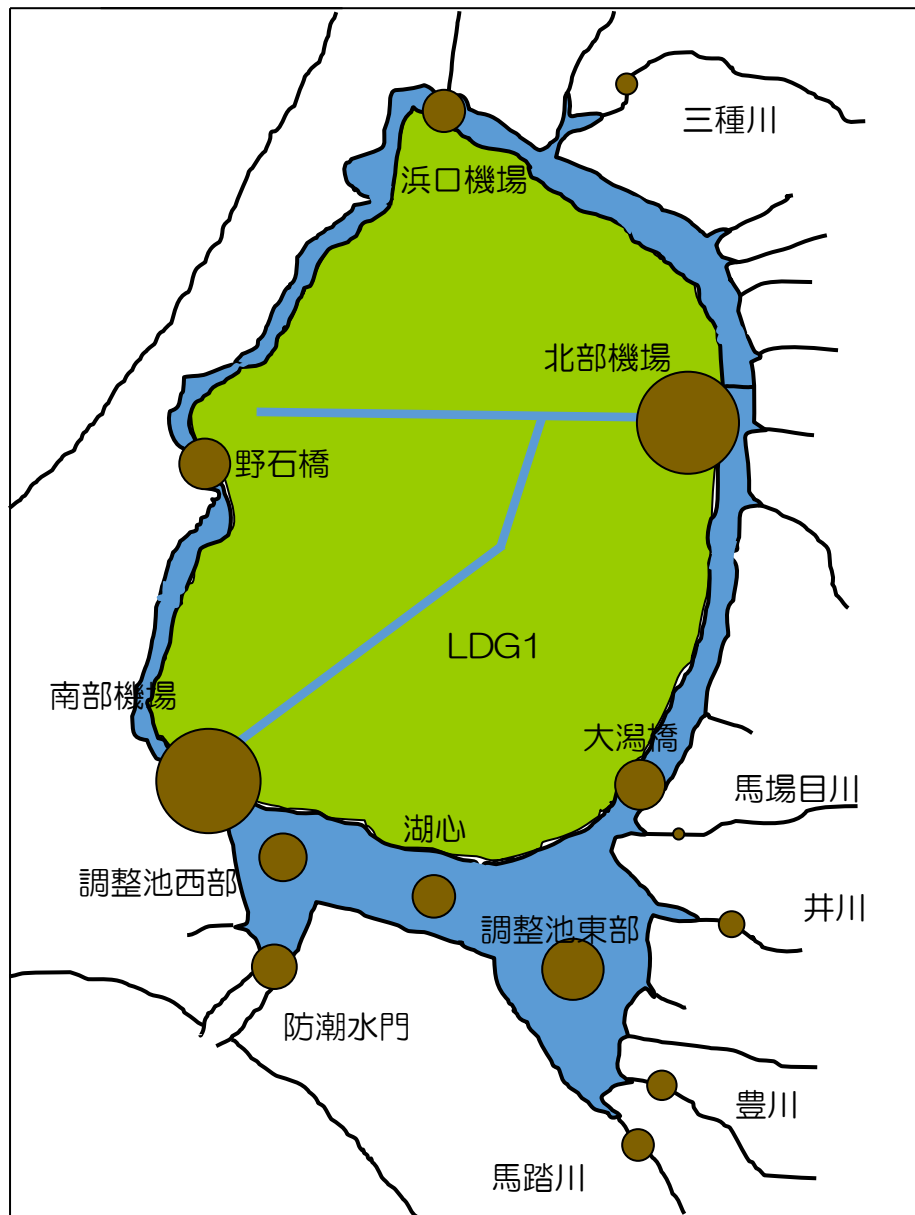 三種川
浜口機場
北部機場
野石橋
LDG1
南部機場
大潟橋
馬場目川
湖心
調整池西部
井川
調整池東部
防潮水門
豊川
馬踏川